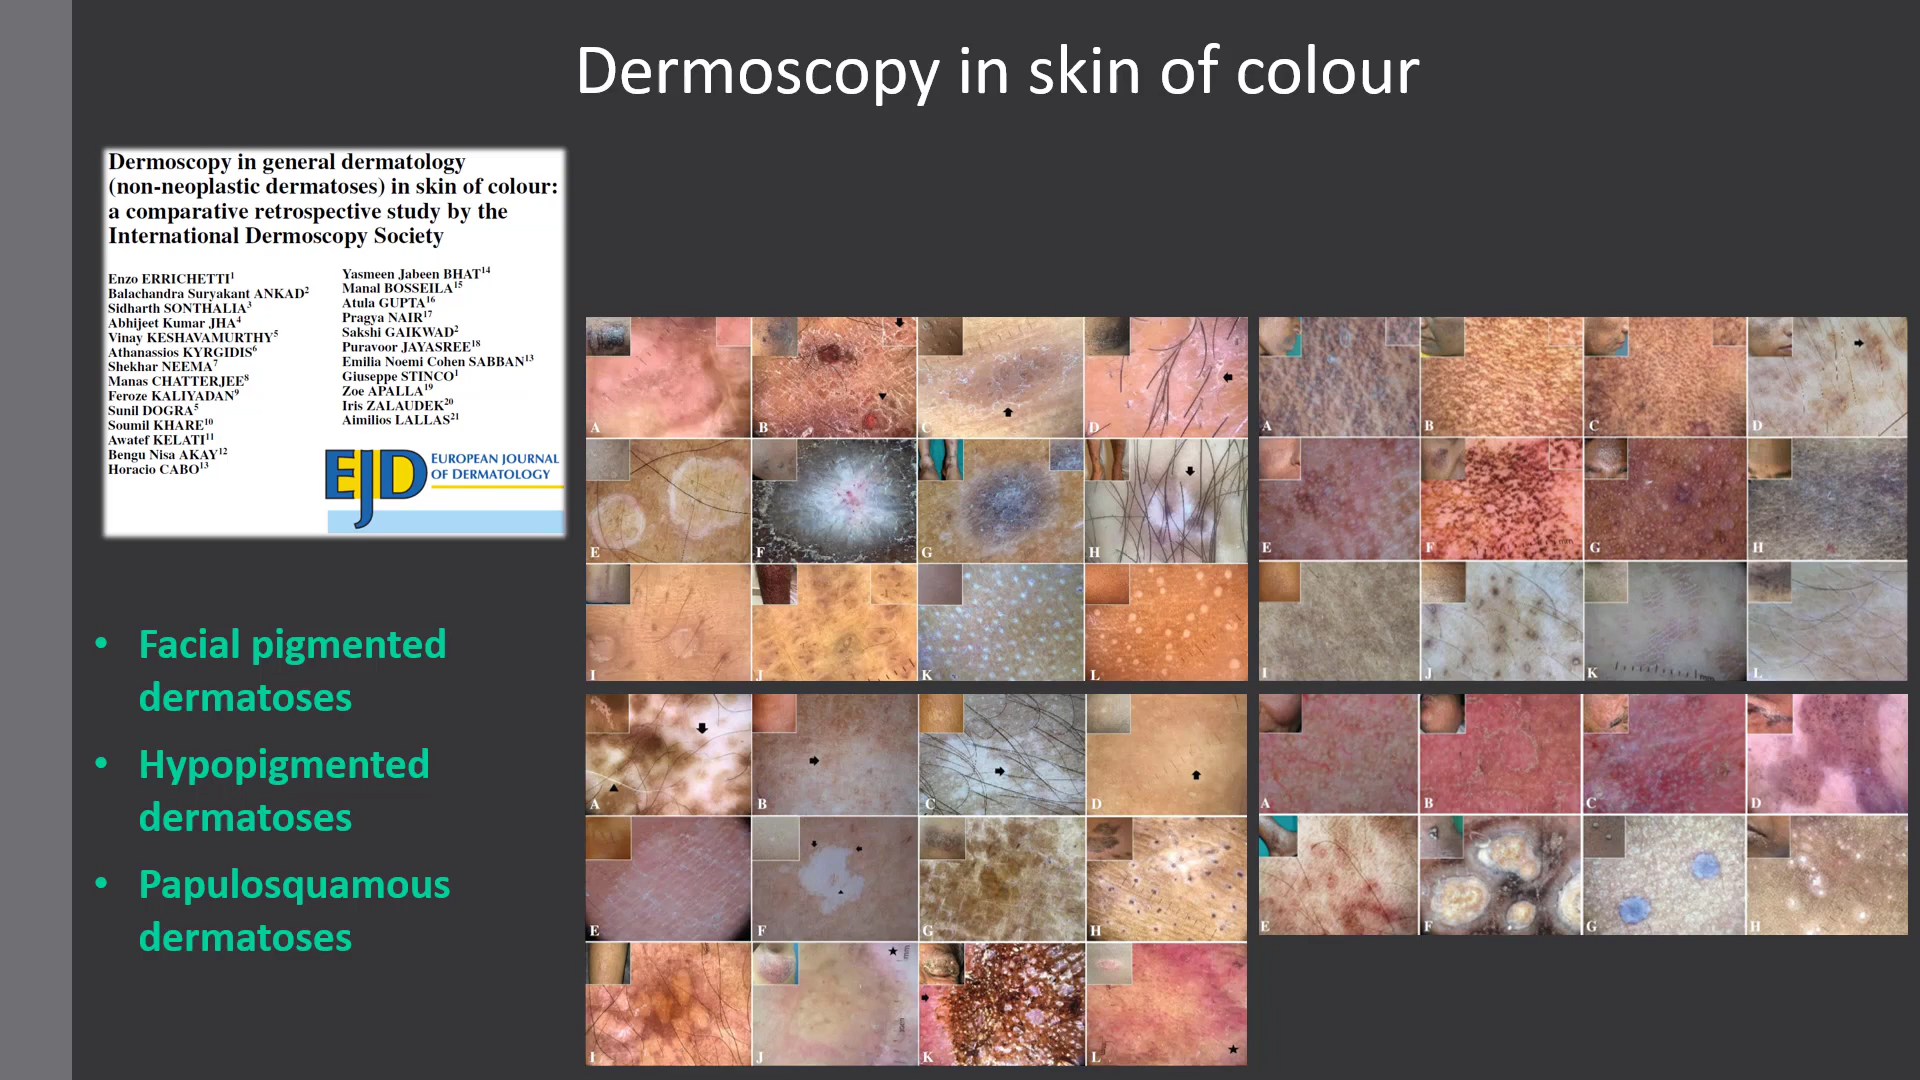 Dermoscopy in skin of colour
Dermoscopy in general dermatology
(non-neoplastic dermatoses) in skin of colour:
a comparative retrospective study by the
International Dermoscopy Society
Enzo ERRICHETTI1
Balachandra Suryakant ANKAD2
Sidharth SONTHALIA3
Abhijeet Kumar JHA4
Vinay KESHAVAMURTHY5
Athanassios KYRGIDIS6
Shekhar NEEMA7
Manas CHATTERJEE8
Feroze KALIYADAN9
Sunil DOGRA5
Soumil KHARE10
Awatef KELATI11
Bengu Nisa AKAY12
Horacio CABO13
Yasmeen Jabeen BHAT14
Manal BOSSEILA15
Atula GUPTA16
Pragya NAIR17
Sakshi GAIKWAD2
Puravoor JAYASREE18
Emilia Noemi Cohen SABBAN13
Giuseppe STINCO1
Zoe APALLA19
Iris ZALAUDEK20
Aimilios LALLAS21
EJD EUROPEAN JOURNAL
OF DERMATOLOGY
• Facial pigmented
dermatoses
• Hypopigmented
dermatoses
• Papulosquamous
dermatoses
A B C D
E F G H
I J K L
A B C D
E F G H
I J K L
A B C D
E F G H
I J K L
A B C D
E F G H